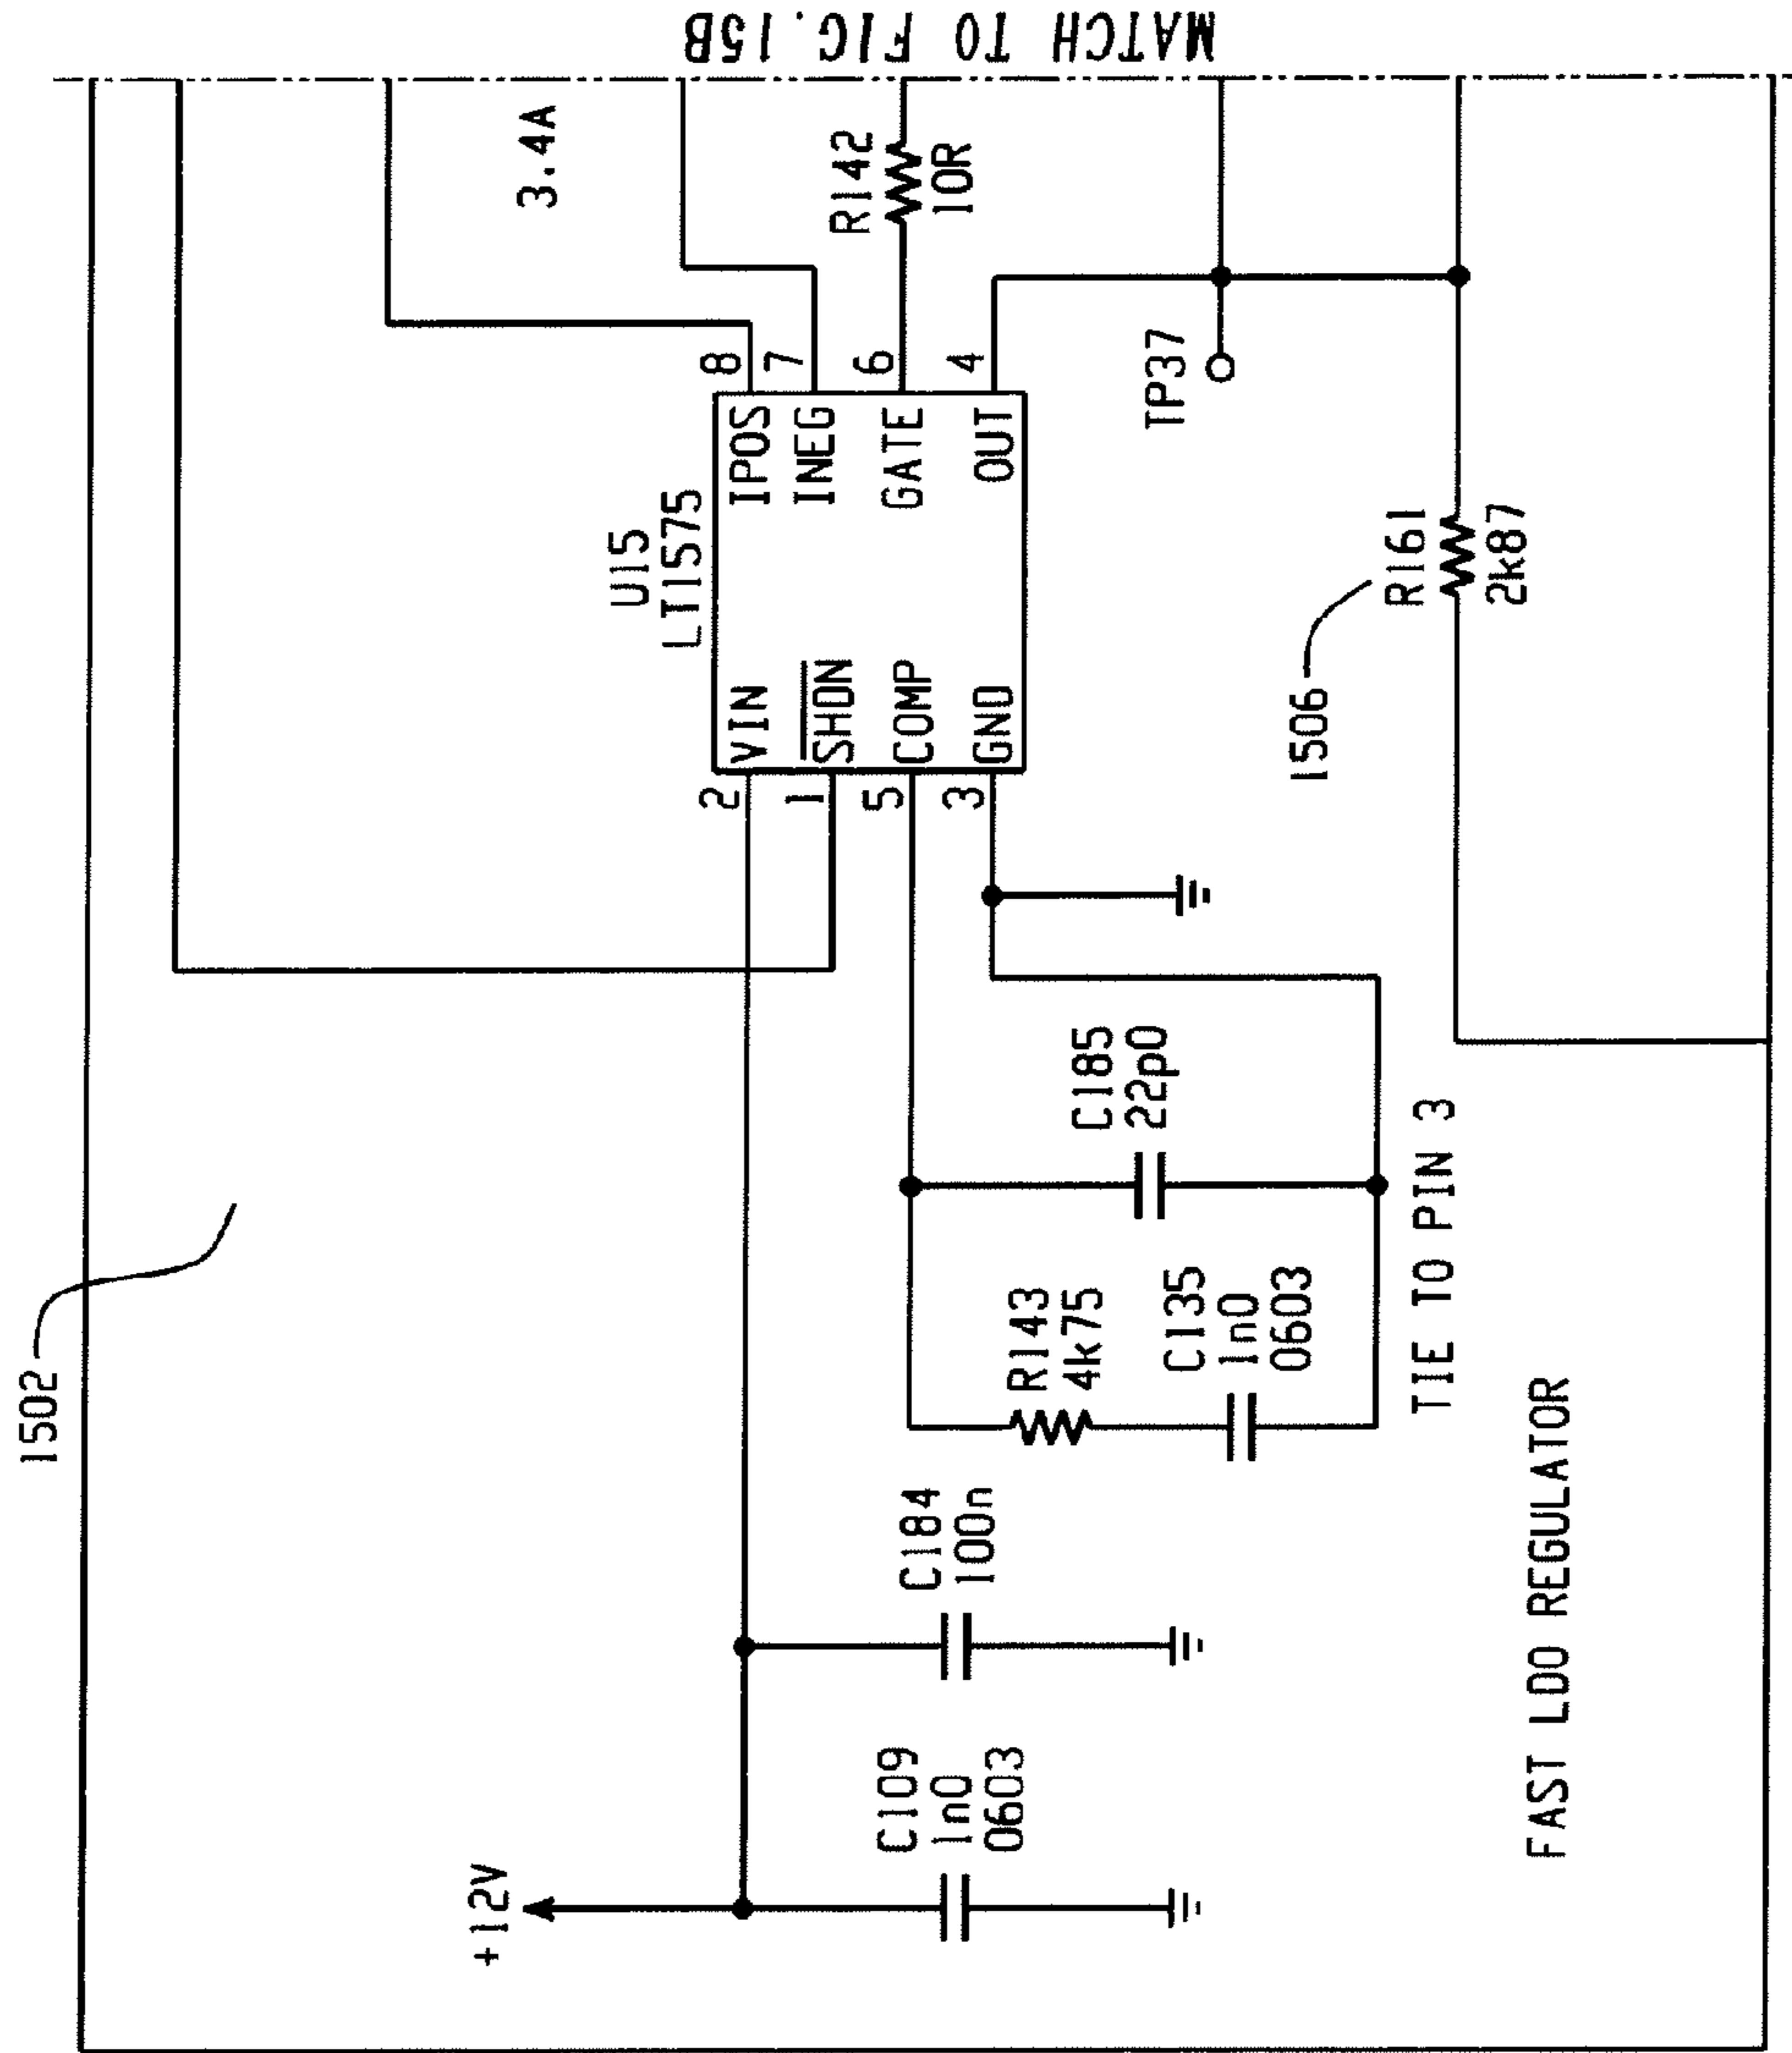 1502
MATCH TO FIG.15B
+12V
C109
1n0
0603
C184
100n
R143
4k75
C135
1n0
0603
C185
22p0
TIE TO PIN 3
FAST LDO REGULATOR
U15
LT1575
2
VIN
1
SHDN
5
COMP
3
GND
IPOS
8
INEG
7
GATE
6
OUT
4
3.4A
R142
10R
TP37
1506
R161
2k87